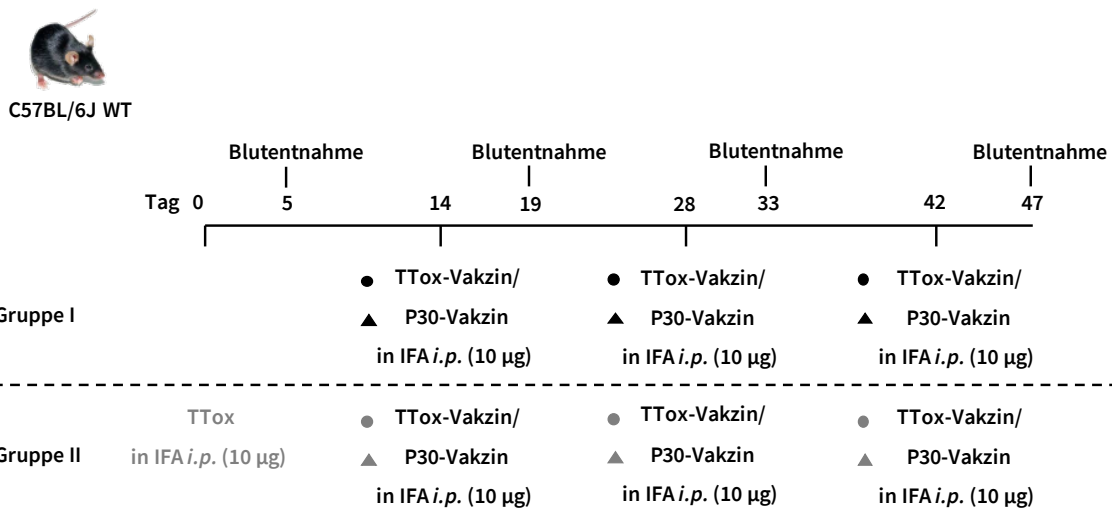 C57BL/6J WT
Blutentnahme Blutentnahme Blutentnahme Blutentnahme
Tag 0 5 14 19 28 33 42 47
TTox-Vakzin/ TTox-Vakzin/ TTox-Vakzin/
Gruppe I P30-Vakzin P30-Vakzin P30-Vakzin
in IFA i.p. (10 µg) in IFA i.p. (10 µg) in IFA i.p. (10 µg)
TTox TTox-Vakzin/ TTox-Vakzin/ TTox-Vakzin/
Gruppe II in IFA i.p. (10 µg) P30-Vakzin P30-Vakzin P30-Vakzin
in IFA i.p. (10 µg) in IFA i.p. (10 µg) in IFA i.p. (10 µg)